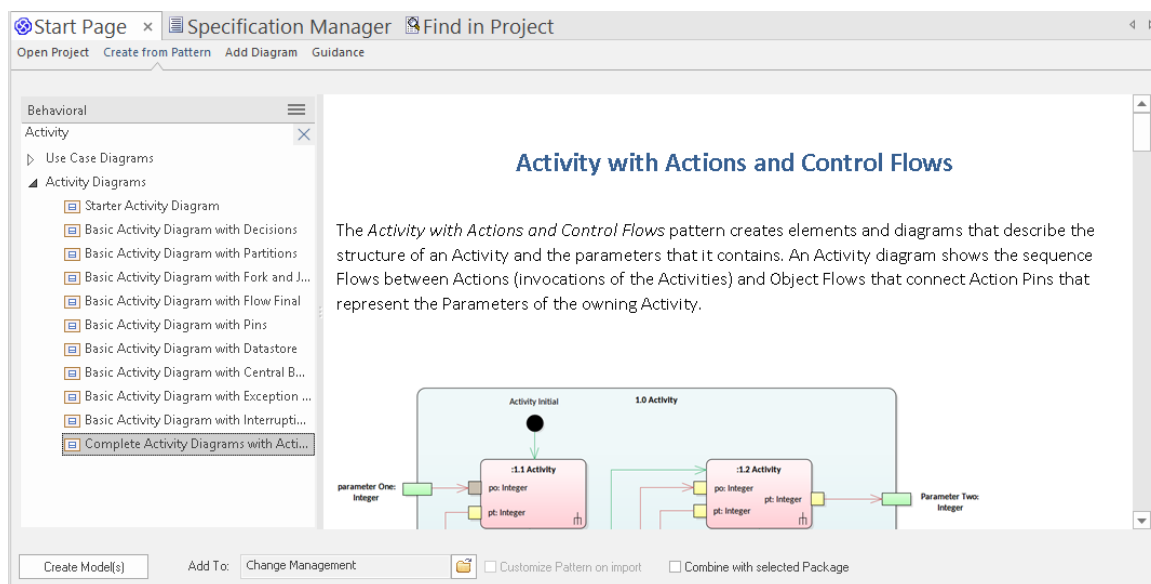 Start Page × Specification Manager Find in Project
Open Project Create from Pattern Add Diagram Guidance
Behavioral
Activity
Use Case Diagrams
Activity Diagrams
Starter Activity Diagram
Basic Activity Diagram with Decisions
Basic Activity Diagram with Partitions
Basic Activity Diagram with Fork and J...
Basic Activity Diagram with Flow Final
Basic Activity Diagram with Pins
Basic Activity Diagram with Datastore
Basic Activity Diagram with Central B...
Basic Activity Diagram with Exception ...
Basic Activity Diagram with Interrupti...
Complete Activity Diagrams with Acti...
Activity with Actions and Control Flows
The Activity with Actions and Control Flows pattern creates elements and diagrams that describe the
structure of an Activity and the parameters that it contains. An Activity diagram shows the sequence
Flows between Actions (invocations of the Activities) and Object Flows that connect Action Pins that
represent the Parameters of the owning Activity.
Activity Initial
1.0 Activity
:1.1 Activity
parameter One:
Integer
po: Integer
pt: Integer
:1.2 Activity
po: Integer
pt: Integer
pt: Integer
Parameter Two:
Integer
Create Model(s) Add To: Change Management Customize Pattern on import Combine with selected Package